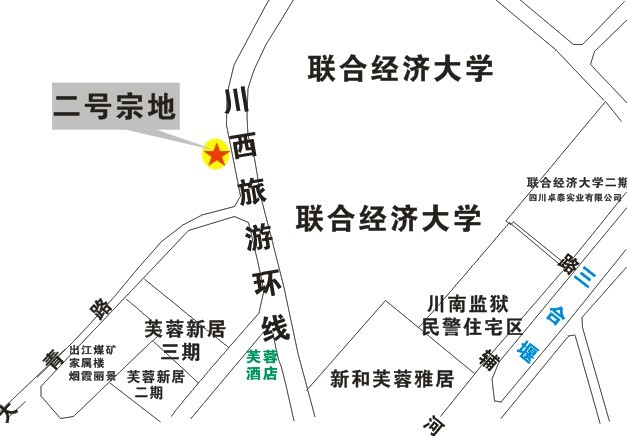 联合经济大学
二号宗地
川西旅游环线
联合经济大学二期
四川卓泰实业有限公司
联合经济大学
三合堰
川南监狱
民警住宅区
芙蓉新居
三期
出江煤矿
家属楼
烟霞丽景
芙蓉新居
二期
芙蓉
酒店
新和芙蓉雅居
大青路
河
路